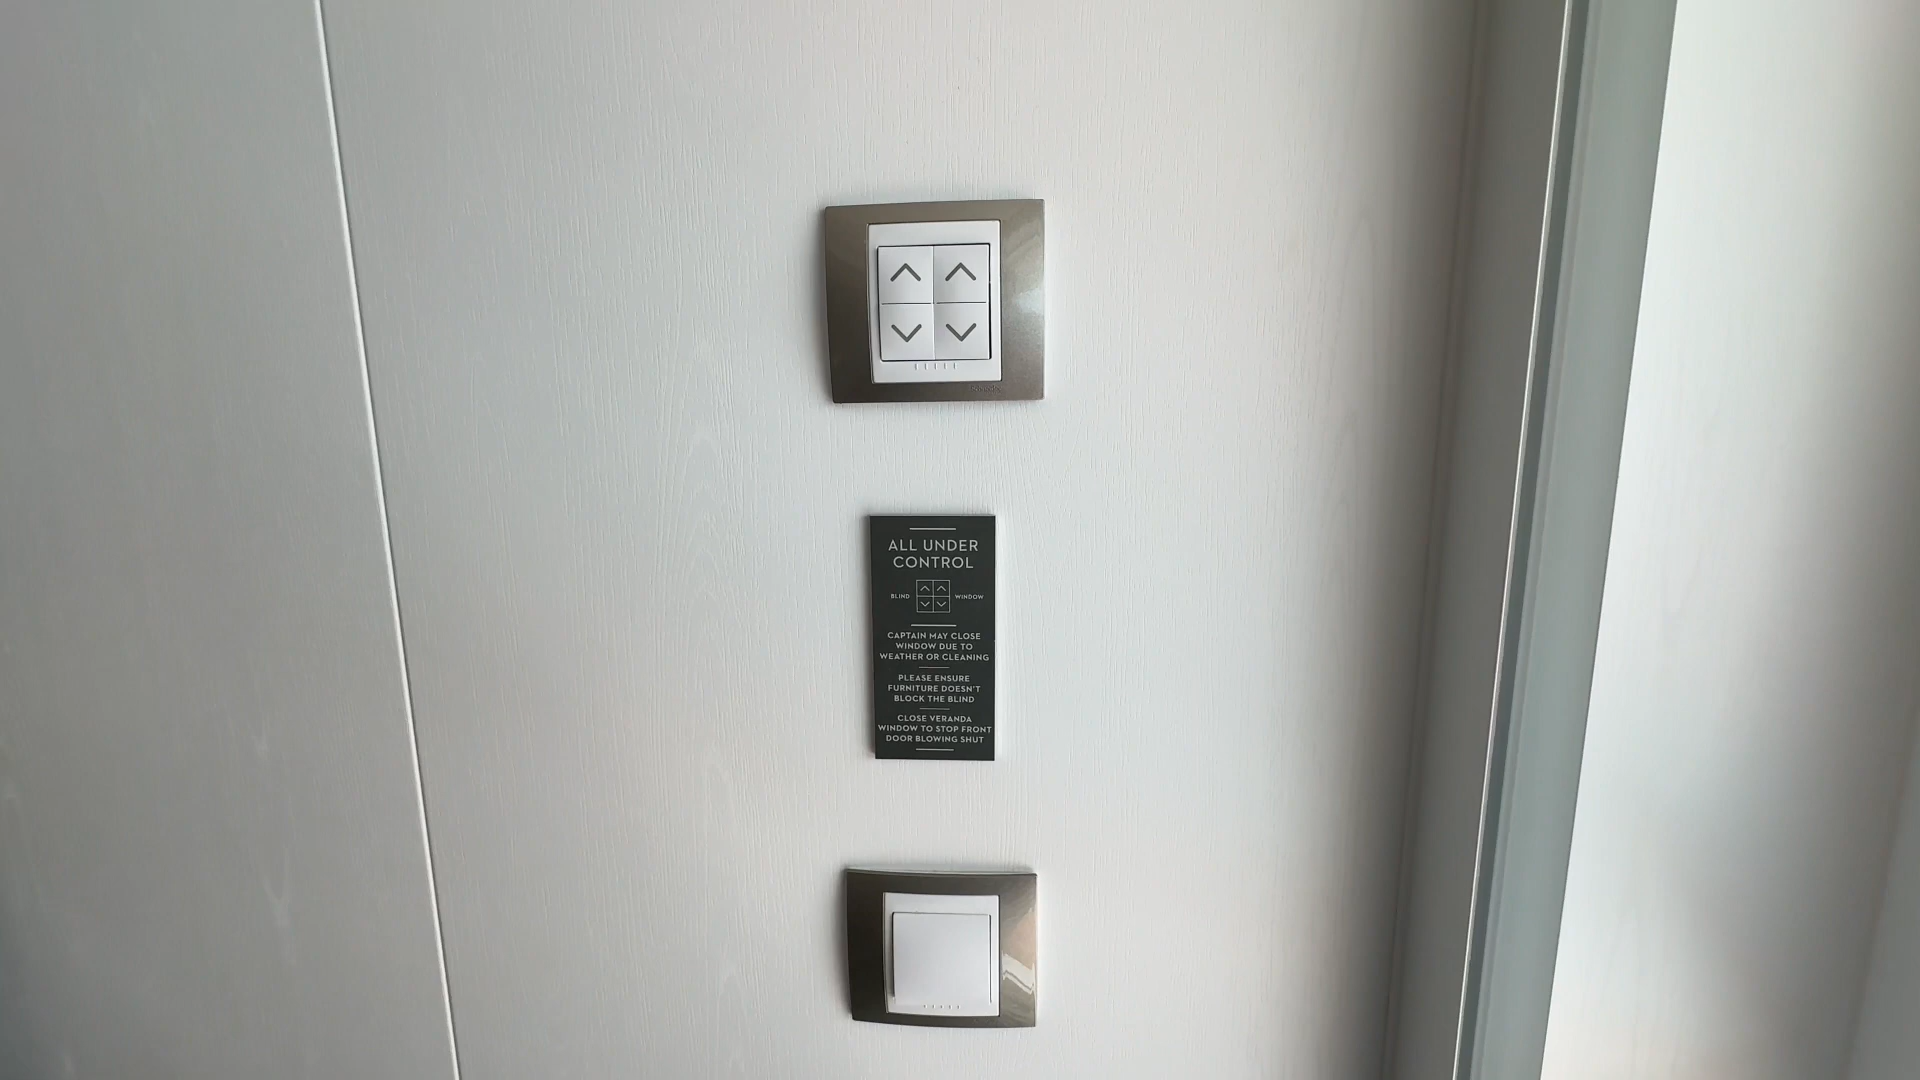 ALL UNDER
CONTROL
BLIND WINDOW
CAPTAIN MAY CLOSE
WINDOW DUE TO
WEATHER OR CLEANING
PLEASE ENSURE
FURNITURE DOESN'T
BLOCK THE BLIND
CLOSE VERANDA
WINDOW TO STOP FRONT
DOOR BLOWING SHUT